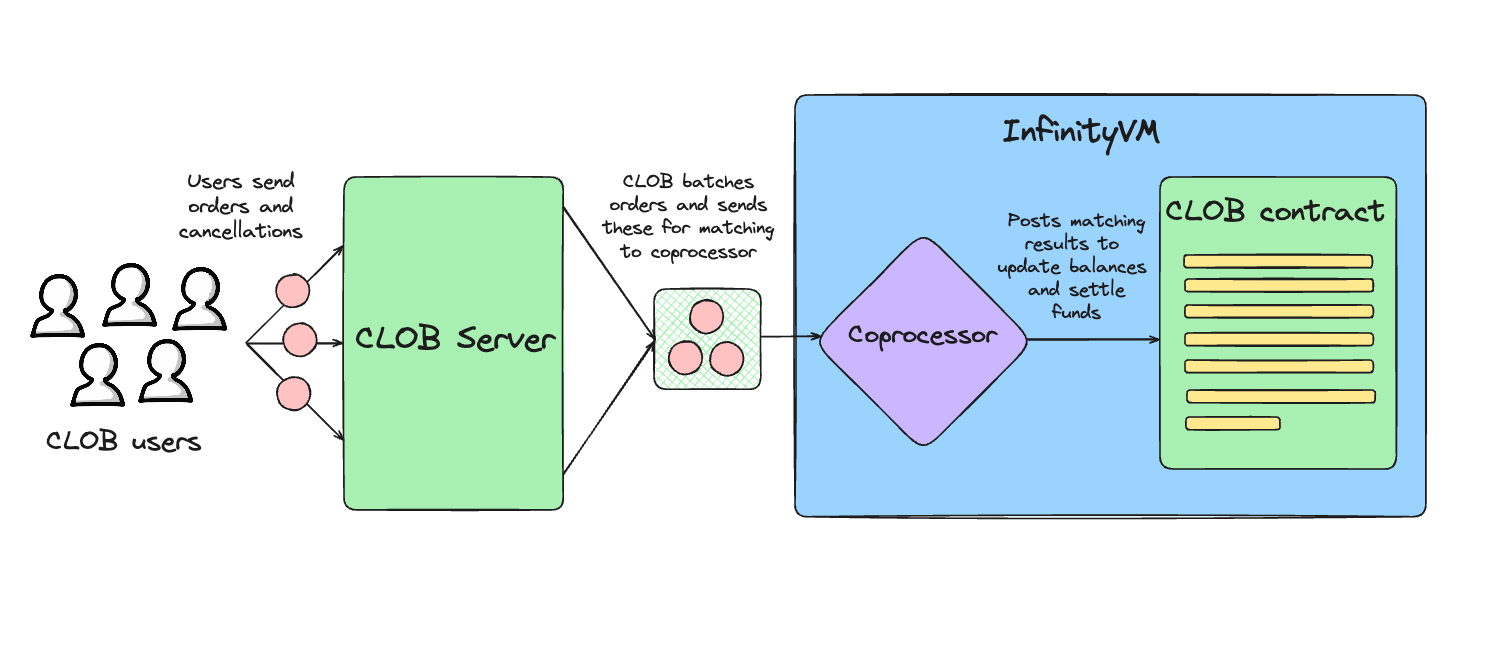 Users send
orders and
cancellations
CLOB users
CLOB Server
CLOB batches
orders and sends
these for matching
to coprocessor
InfinityVM
Coprocessor
Posts matching
results to
update balances
and settle
funds
CLOB contract